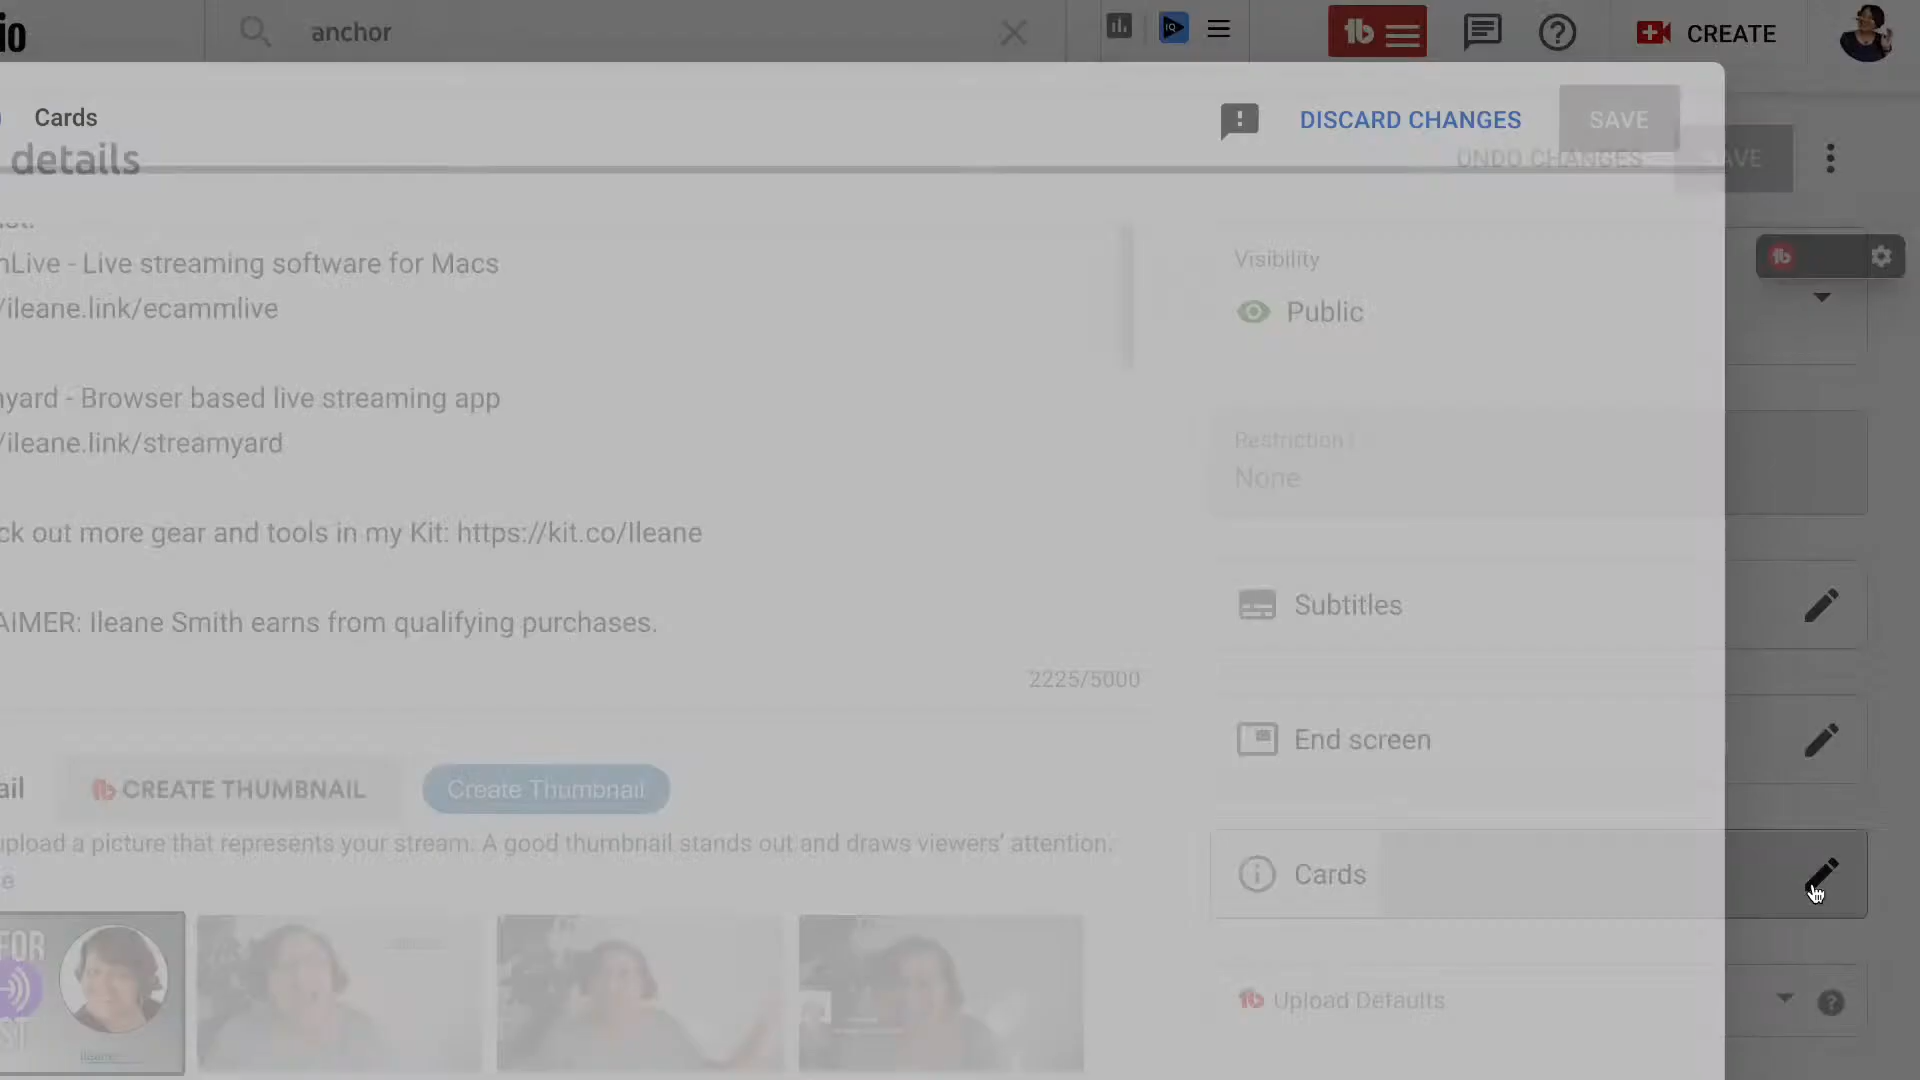 io
anchor
CREATE
Cards
DISCARD CHANGES
SAVE
details
UNDO CHANGES
AVE
nLive - Live streaming software for Macs
/ileane.link/ecammlive
yard - Browser based live streaming app
/ileane.link/streamyard
ck out more gear and tools in my Kit: https://kit.co/Ileane
AIMER: Ileane Smith earns from qualifying purchases.
2225/5000
Visibility
Public
Restrictions
None
Subtitles
End screen
Cards
Upload Defaults
ail
CREATE THUMBNAIL
Create Thumbnail
upload a picture that represents your stream. A good thumbnail stands out and draws viewers' attention.
e
FOR
ST